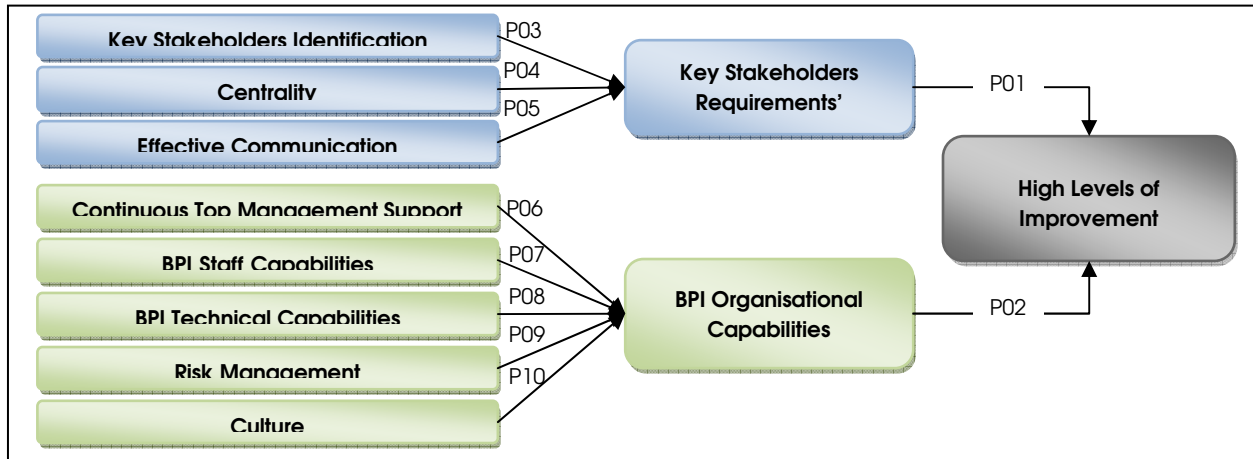 Key Stakeholders Identification
P03
Centrality
P04
Effective Communication
P05
Key Stakeholders
Requirements’
P01
Continuous Top Management Support
P06
BPI Staff Capabilities
P07
BPI Technical Capabilities
P08
Risk Management
P09
Culture
P10
BPI Organisational
Capabilities
P02
High Levels of
Improvement